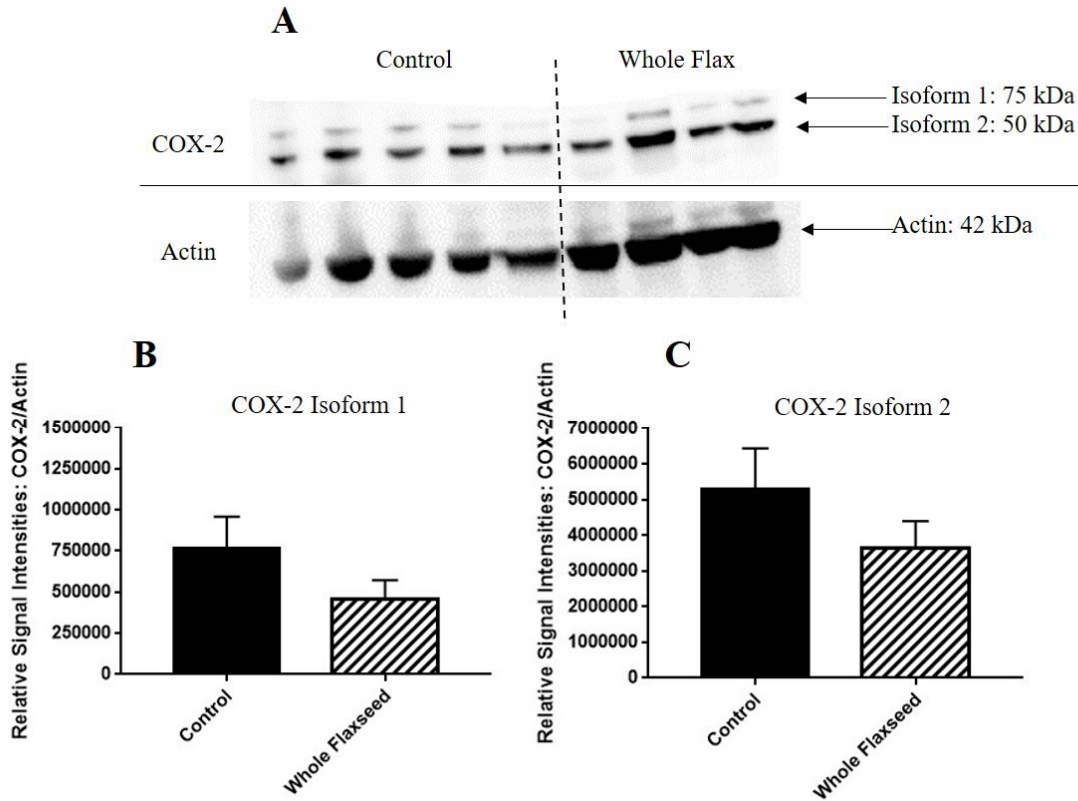 A
Control
Whole Flax
Isoform 1: 75 kDa
Isoform 2: 50 kDa
COX-2
Actin: 42 kDa
Actin
B
COX-2 Isoform 1
Relative Signal Intensities: COX-2/Actin
1500000
1250000
1000000
750000
500000
250000
0
Control
Whole Flaxseed
C
COX-2 Isoform 2
Relative Signal Intensities: COX-2/Actin
7000000
6000000
5000000
4000000
3000000
2000000
1000000
0
Control
Whole Flaxseed